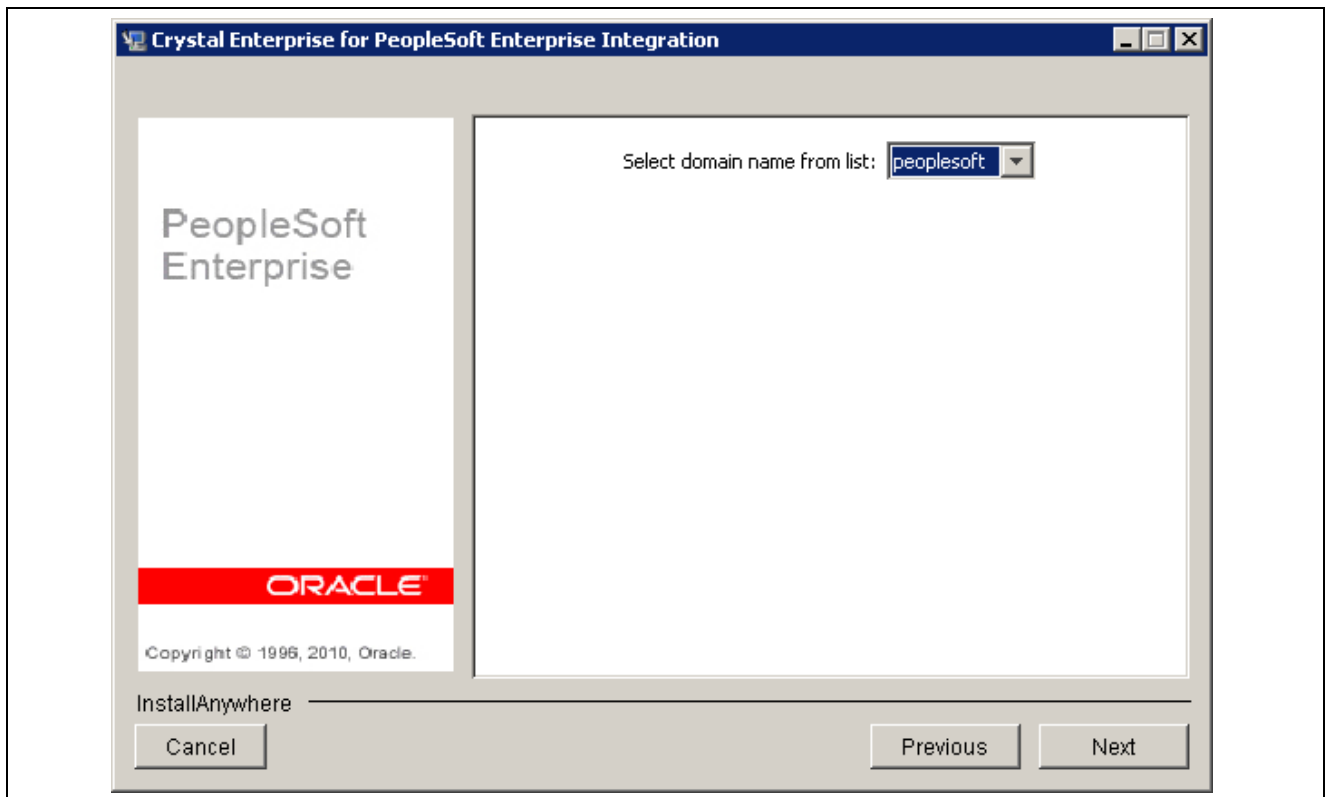 Crystal Enterprise for PeopleSoft Enterprise Integration
Select domain name from list: peoplesoft
PeopleSoft
Enterprise
ORACLE
Copyright © 1996, 2010, Oracle.
InstallAnywhere
Cancel
Previous
Next